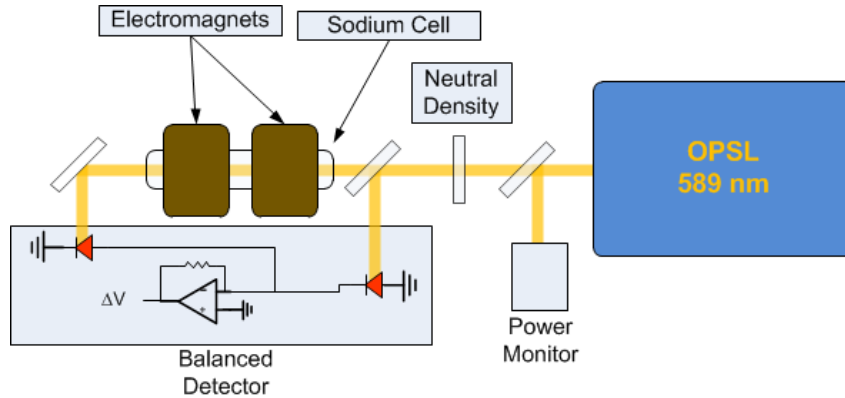 Electromagnets
Sodium Cell
Neutral
Density
OPSL
589 nm
ΔV
-
+
Power
Monitor
Balanced
Detector